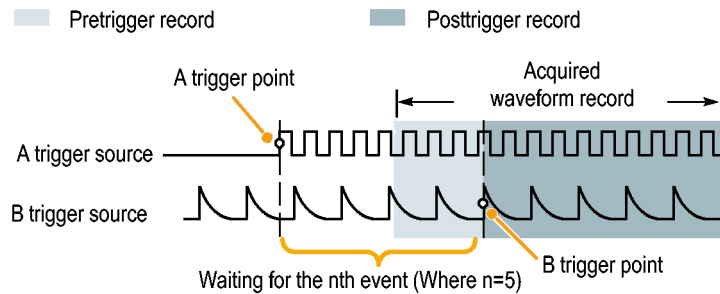 Pretrigger record
Posttrigger record
A trigger point
Acquired
waveform record
A trigger source
B trigger source
B trigger point
Waiting for the nth event (Where n=5)